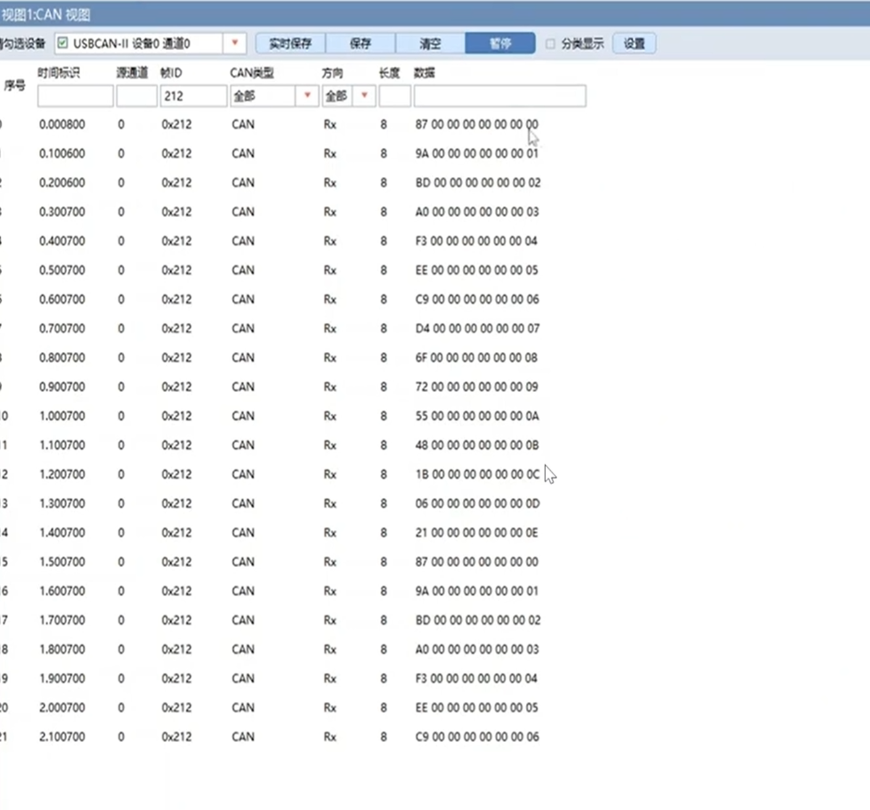 视图1:CAN 视图
勾选设备 USBCAN-II 设备0 通道0 实时保存 保存 清空 暂停 分类显示 设置
序号 时间标识 源通道 帧ID CAN类型 方向 长度 数据
212 全部 全部
0 0.000800 0 0x212 CAN Rx 8 87 00 00 00 00 00 00 00
0.100600 0 0x212 CAN Rx 8 9A 00 00 00 00 00 00 01
2 0.200600 0 0x212 CAN Rx 8 BD 00 00 00 00 00 00 02
0.300700 0 0x212 CAN Rx 8 A0 00 00 00 00 00 00 03
0.400700 0 0x212 CAN Rx 8 F3 00 00 00 00 00 00 04
0.500700 0 0x212 CAN Rx 8 EE 00 00 00 00 00 00 05
0.600700 0 0x212 CAN Rx 8 C9 00 00 00 00 00 00 06
0.700700 0 0x212 CAN Rx 8 D4 00 00 00 00 00 00 07
0.800700 0 0x212 CAN Rx 8 6F 00 00 00 00 00 00 08
0.900700 0 0x212 CAN Rx 8 72 00 00 00 00 00 00 09
10 1.000700 0 0x212 CAN Rx 8 55 00 00 00 00 00 00 0A
11 1.100700 0 0x212 CAN Rx 8 48 00 00 00 00 00 00 0B
2 1.200700 0 0x212 CAN Rx 8 1B 00 00 00 00 00 00 0C
3 1.300700 0 0x212 CAN Rx 8 06 00 00 00 00 00 00 0D
4 1.400700 0 0x212 CAN Rx 8 21 00 00 00 00 00 00 0E
5 1.500700 0 0x212 CAN Rx 8 87 00 00 00 00 00 00 00
16 1.600700 0 0x212 CAN Rx 8 9A 00 00 00 00 00 00 01
17 1.700700 0 0x212 CAN Rx 8 BD 00 00 00 00 00 00 02
8 1.800700 0 0x212 CAN Rx 8 A0 00 00 00 00 00 00 03
9 1.900700 0 0x212 CAN Rx 8 F3 00 00 00 00 00 00 04
20 2.000700 0 0x212 CAN Rx 8 EE 00 00 00 00 00 00 05
21 2.100700 0 0x212 CAN Rx 8 C9 00 00 00 00 00 00 06